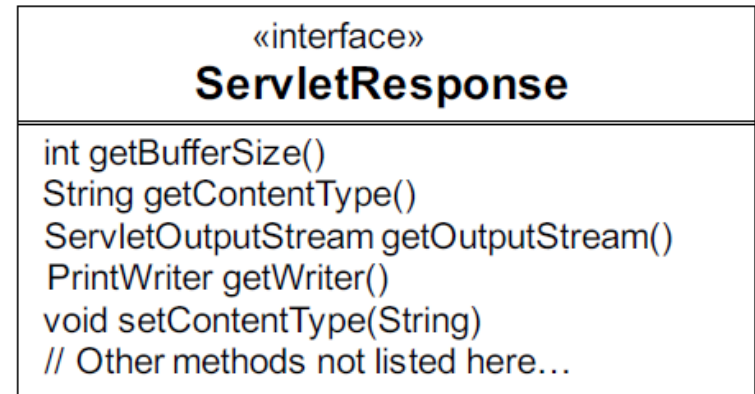 «interface»
ServletResponse
int getBufferSize()
String getContentType()
ServletOutputStream getOutputStream()
PrintWriter getWriter()
void setContentType(String)
// Other methods not listed here…